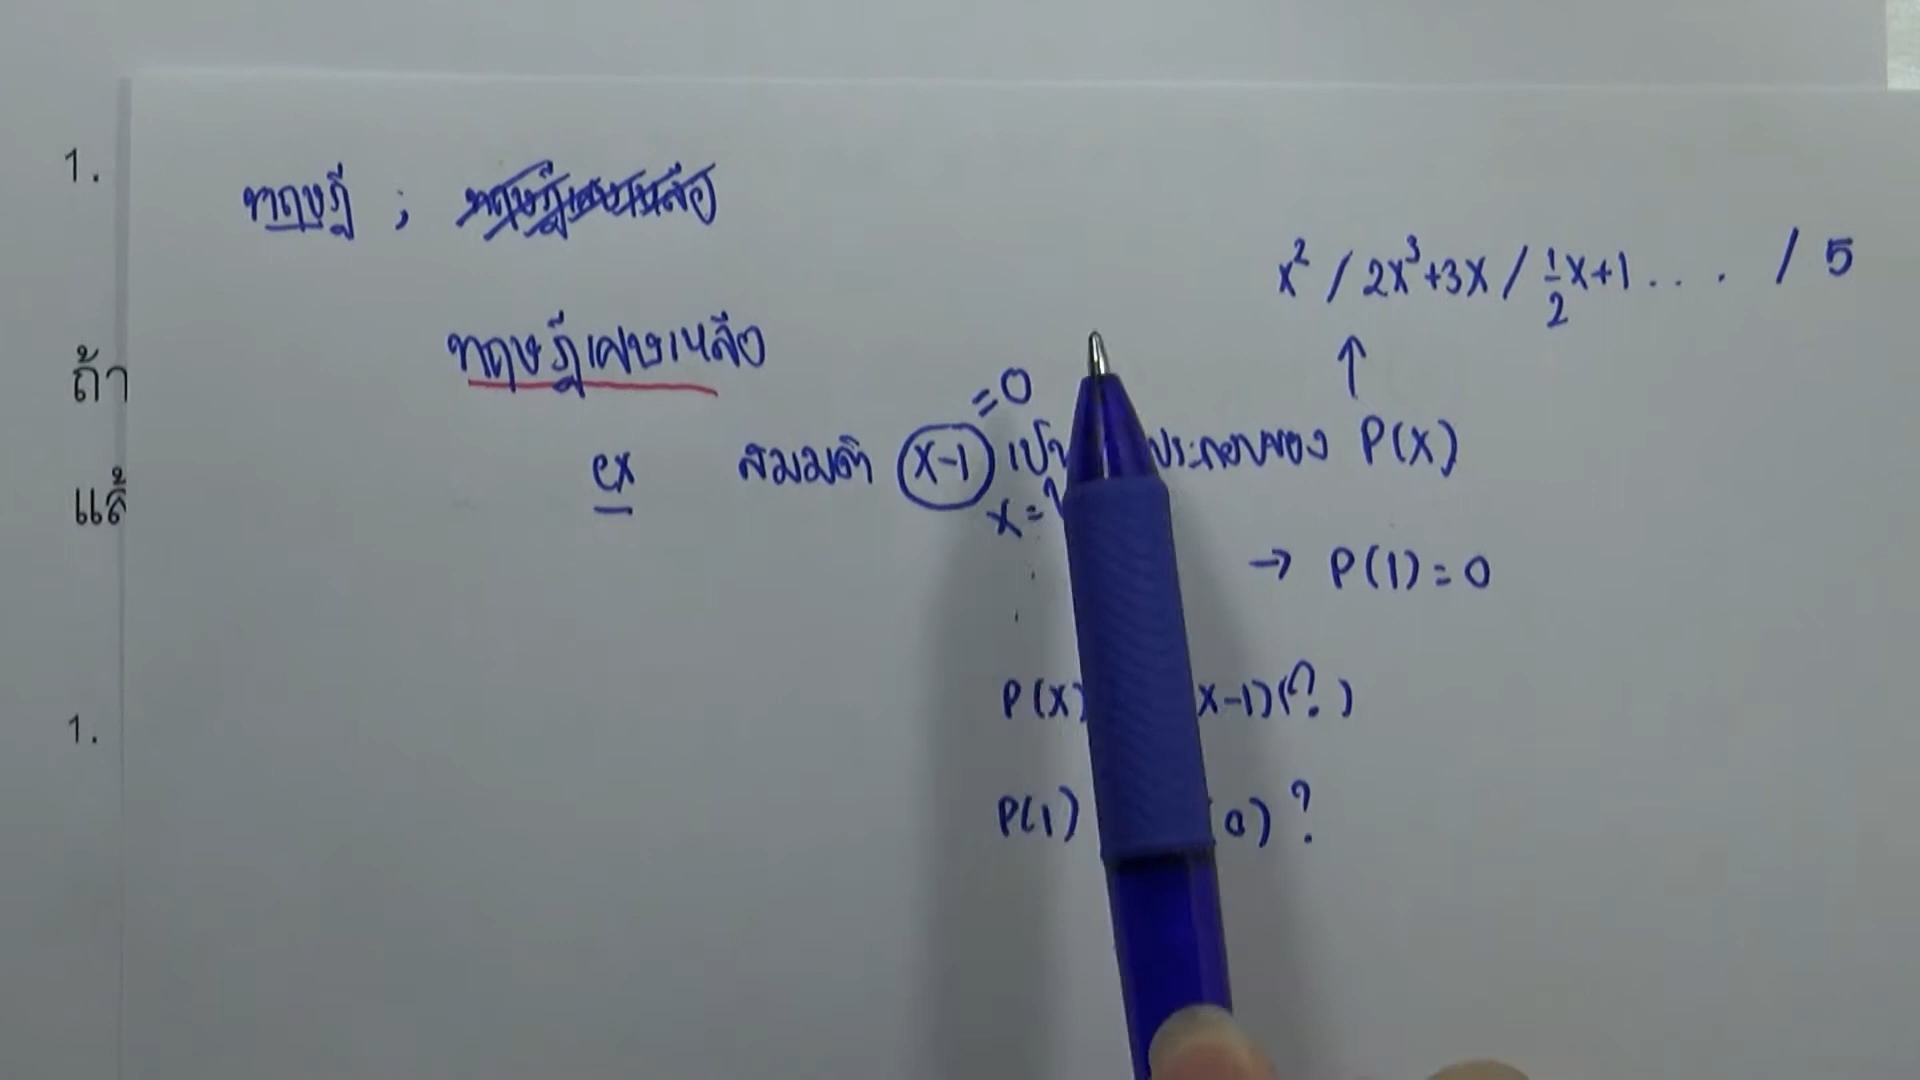 1.
ทฤษฎี ; ทฤษฎีเศษเหลือ
x² / 2x³+3x / ½x+1 .... / 5
ทฤษฎีเศษเหลือ
ถ้า
↑
=0
ex สมมติ (x-1) เป็ ประกอบของ P(x)
แล้
x=
→ P(1)=0
P(x) x-1)(?)
1.
P(1) (0) ?